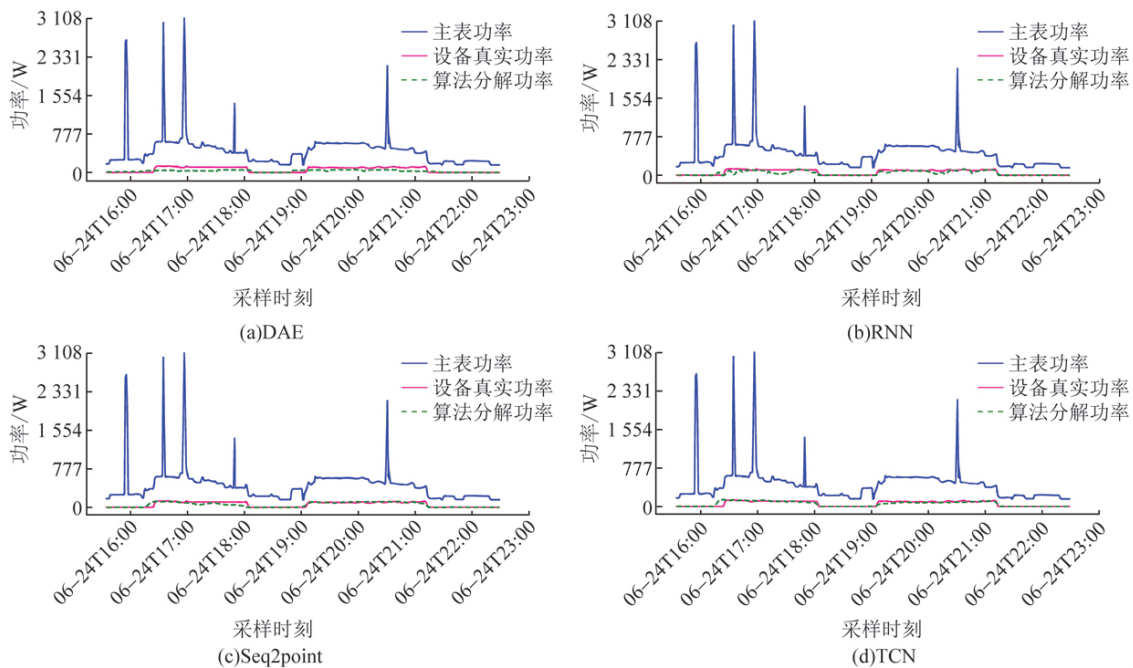 功率/W
3 108
2 331
1 554
777
0
主表功率
设备真实功率
算法分解功率
06-24T16:00
06-24T17:00
06-24T18:00
06-24T19:00
06-24T20:00
06-24T21:00
06-24T22:00
06-24T23:00
采样时刻
(a)DAE
功率/W
3 108
2 331
1 554
777
0
主表功率
设备真实功率
算法分解功率
06-24T16:00
06-24T17:00
06-24T18:00
06-24T19:00
06-24T20:00
06-24T21:00
06-24T22:00
06-24T23:00
采样时刻
(b)RNN
功率/W
3 108
2 331
1 554
777
0
主表功率
设备真实功率
算法分解功率
06-24T16:00
06-24T17:00
06-24T18:00
06-24T19:00
06-24T20:00
06-24T21:00
06-24T22:00
06-24T23:00
采样时刻
(c)Seq2point
功率/W
3 108
2 331
1 554
777
0
主表功率
设备真实功率
算法分解功率
06-24T16:00
06-24T17:00
06-24T18:00
06-24T19:00
06-24T20:00
06-24T21:00
06-24T22:00
06-24T23:00
采样时刻
(d)TCN